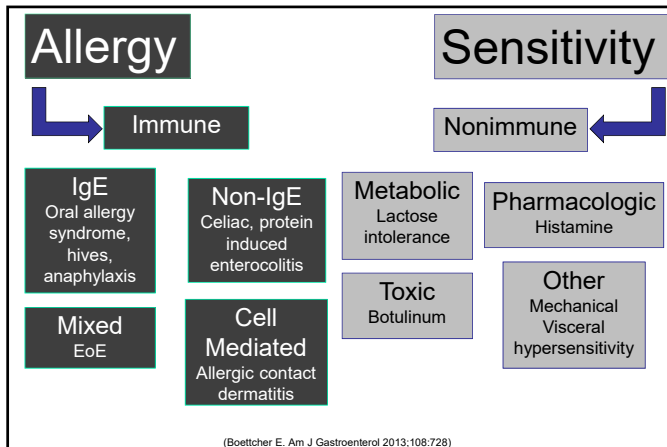 Allergy
Sensitivity
Immune
Nonimmune
IgE
Oral allergy
syndrome,
hives,
anaphylaxis
Non-IgE
Celiac, protein
induced
enterocolitis
Metabolic
Lactose
intolerance
Pharmacologic
Histamine
Mixed
EoE
Cell
Mediated
Allergic contact
dermatitis
Toxic
Botulinum
Other
Mechanical
Visceral
hypersensitivity
(Boettcher E, Am J Gastroenterol 2013;108:728)